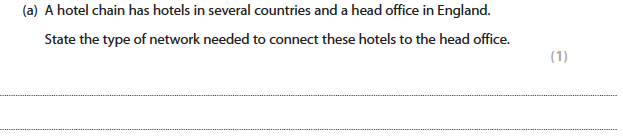 (a) A hotel chain has hotels in several countries and a head office in England.
State the type of network needed to connect these hotels to the head office.
(1)